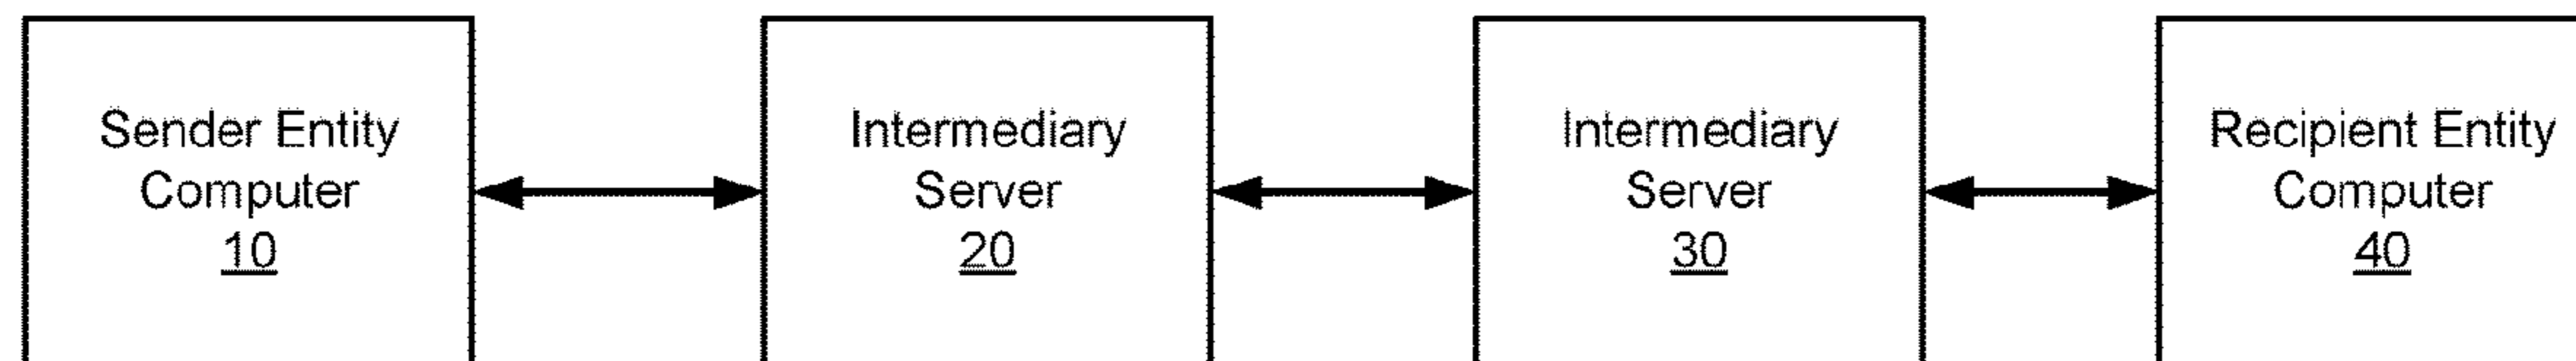 Sender Entity
Computer
10
Intermediary
Server
20
Intermediary
Server
30
Recipient Entity
Computer
40